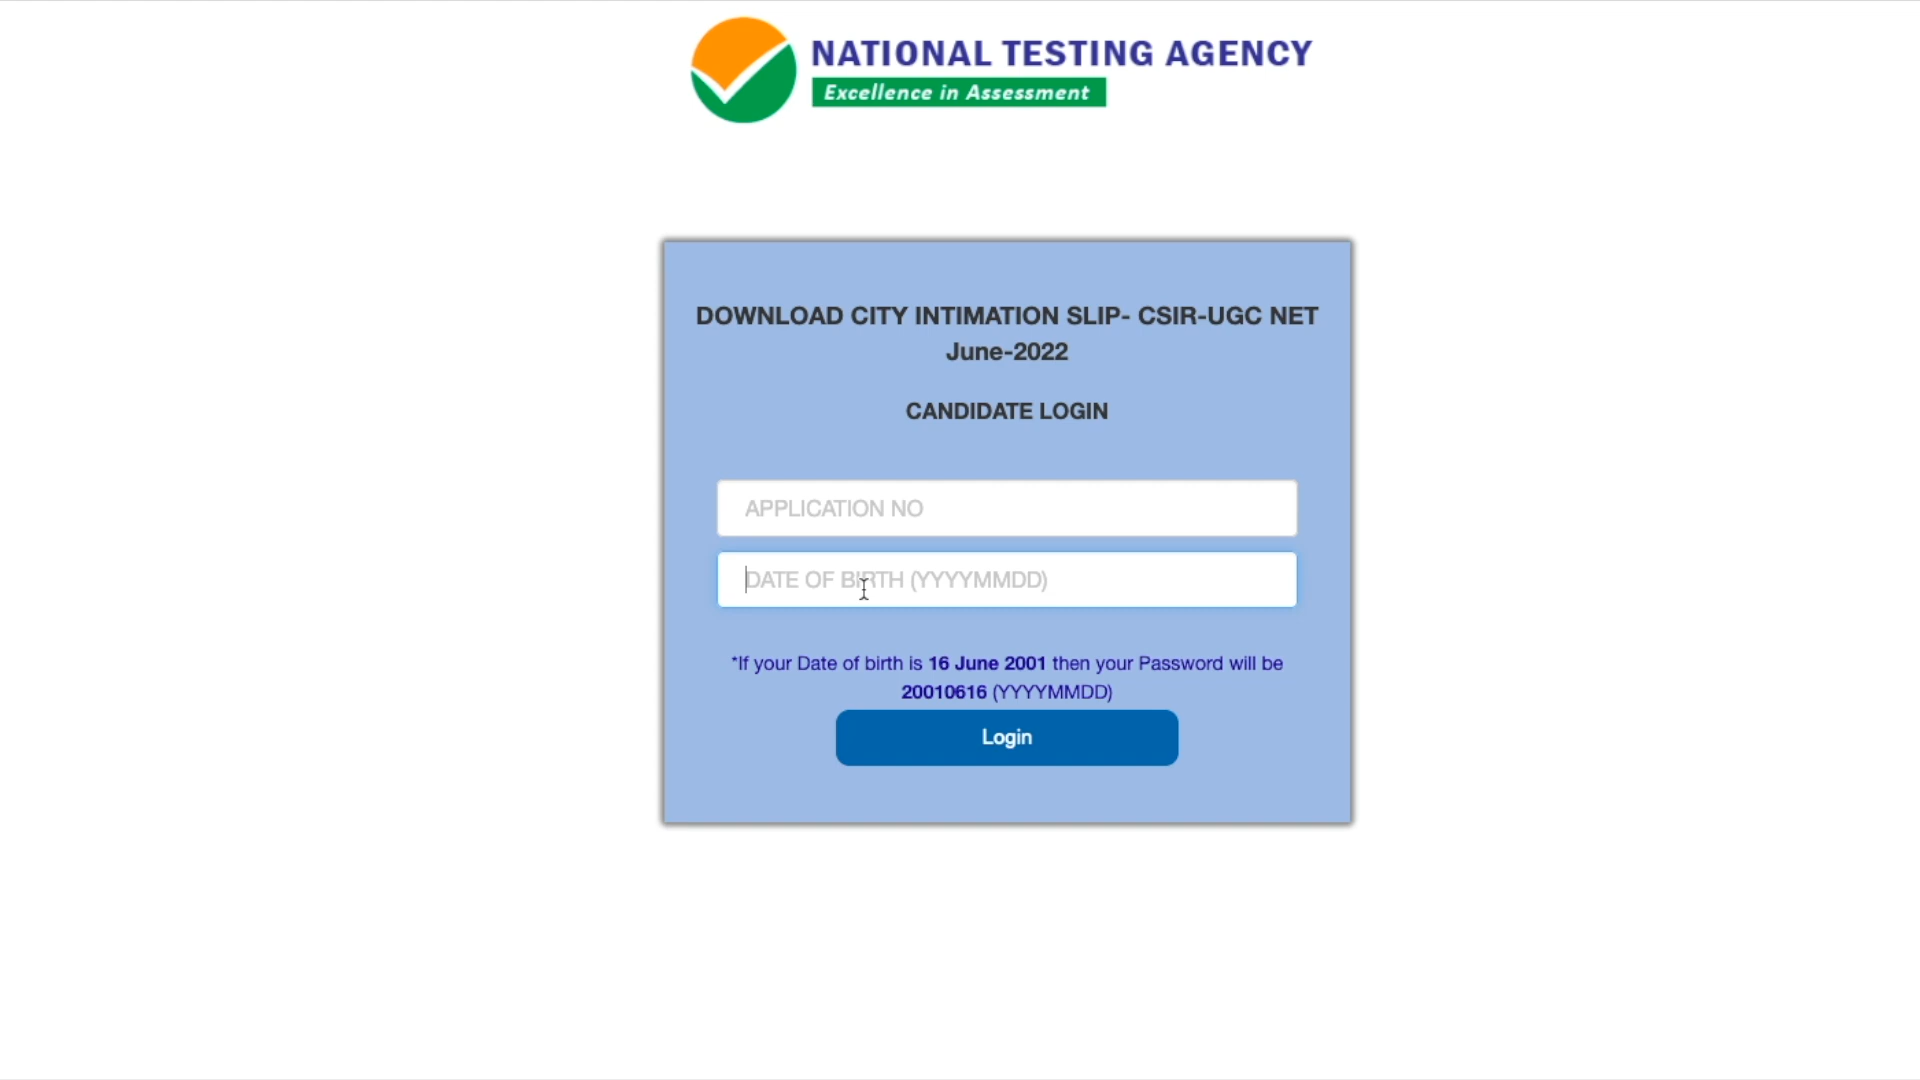 NATIONAL TESTING AGENCY
Excellence in Assessment
DOWNLOAD CITY INTIMATION SLIP- CSIR-UGC NET
June-2022
CANDIDATE LOGIN
APPLICATION NO
DATE OF BIRTH (YYYYMMDD)
*If your Date of birth is 16 June 2001 then your Password will be
20010616 (YYYYMMDD)
Login